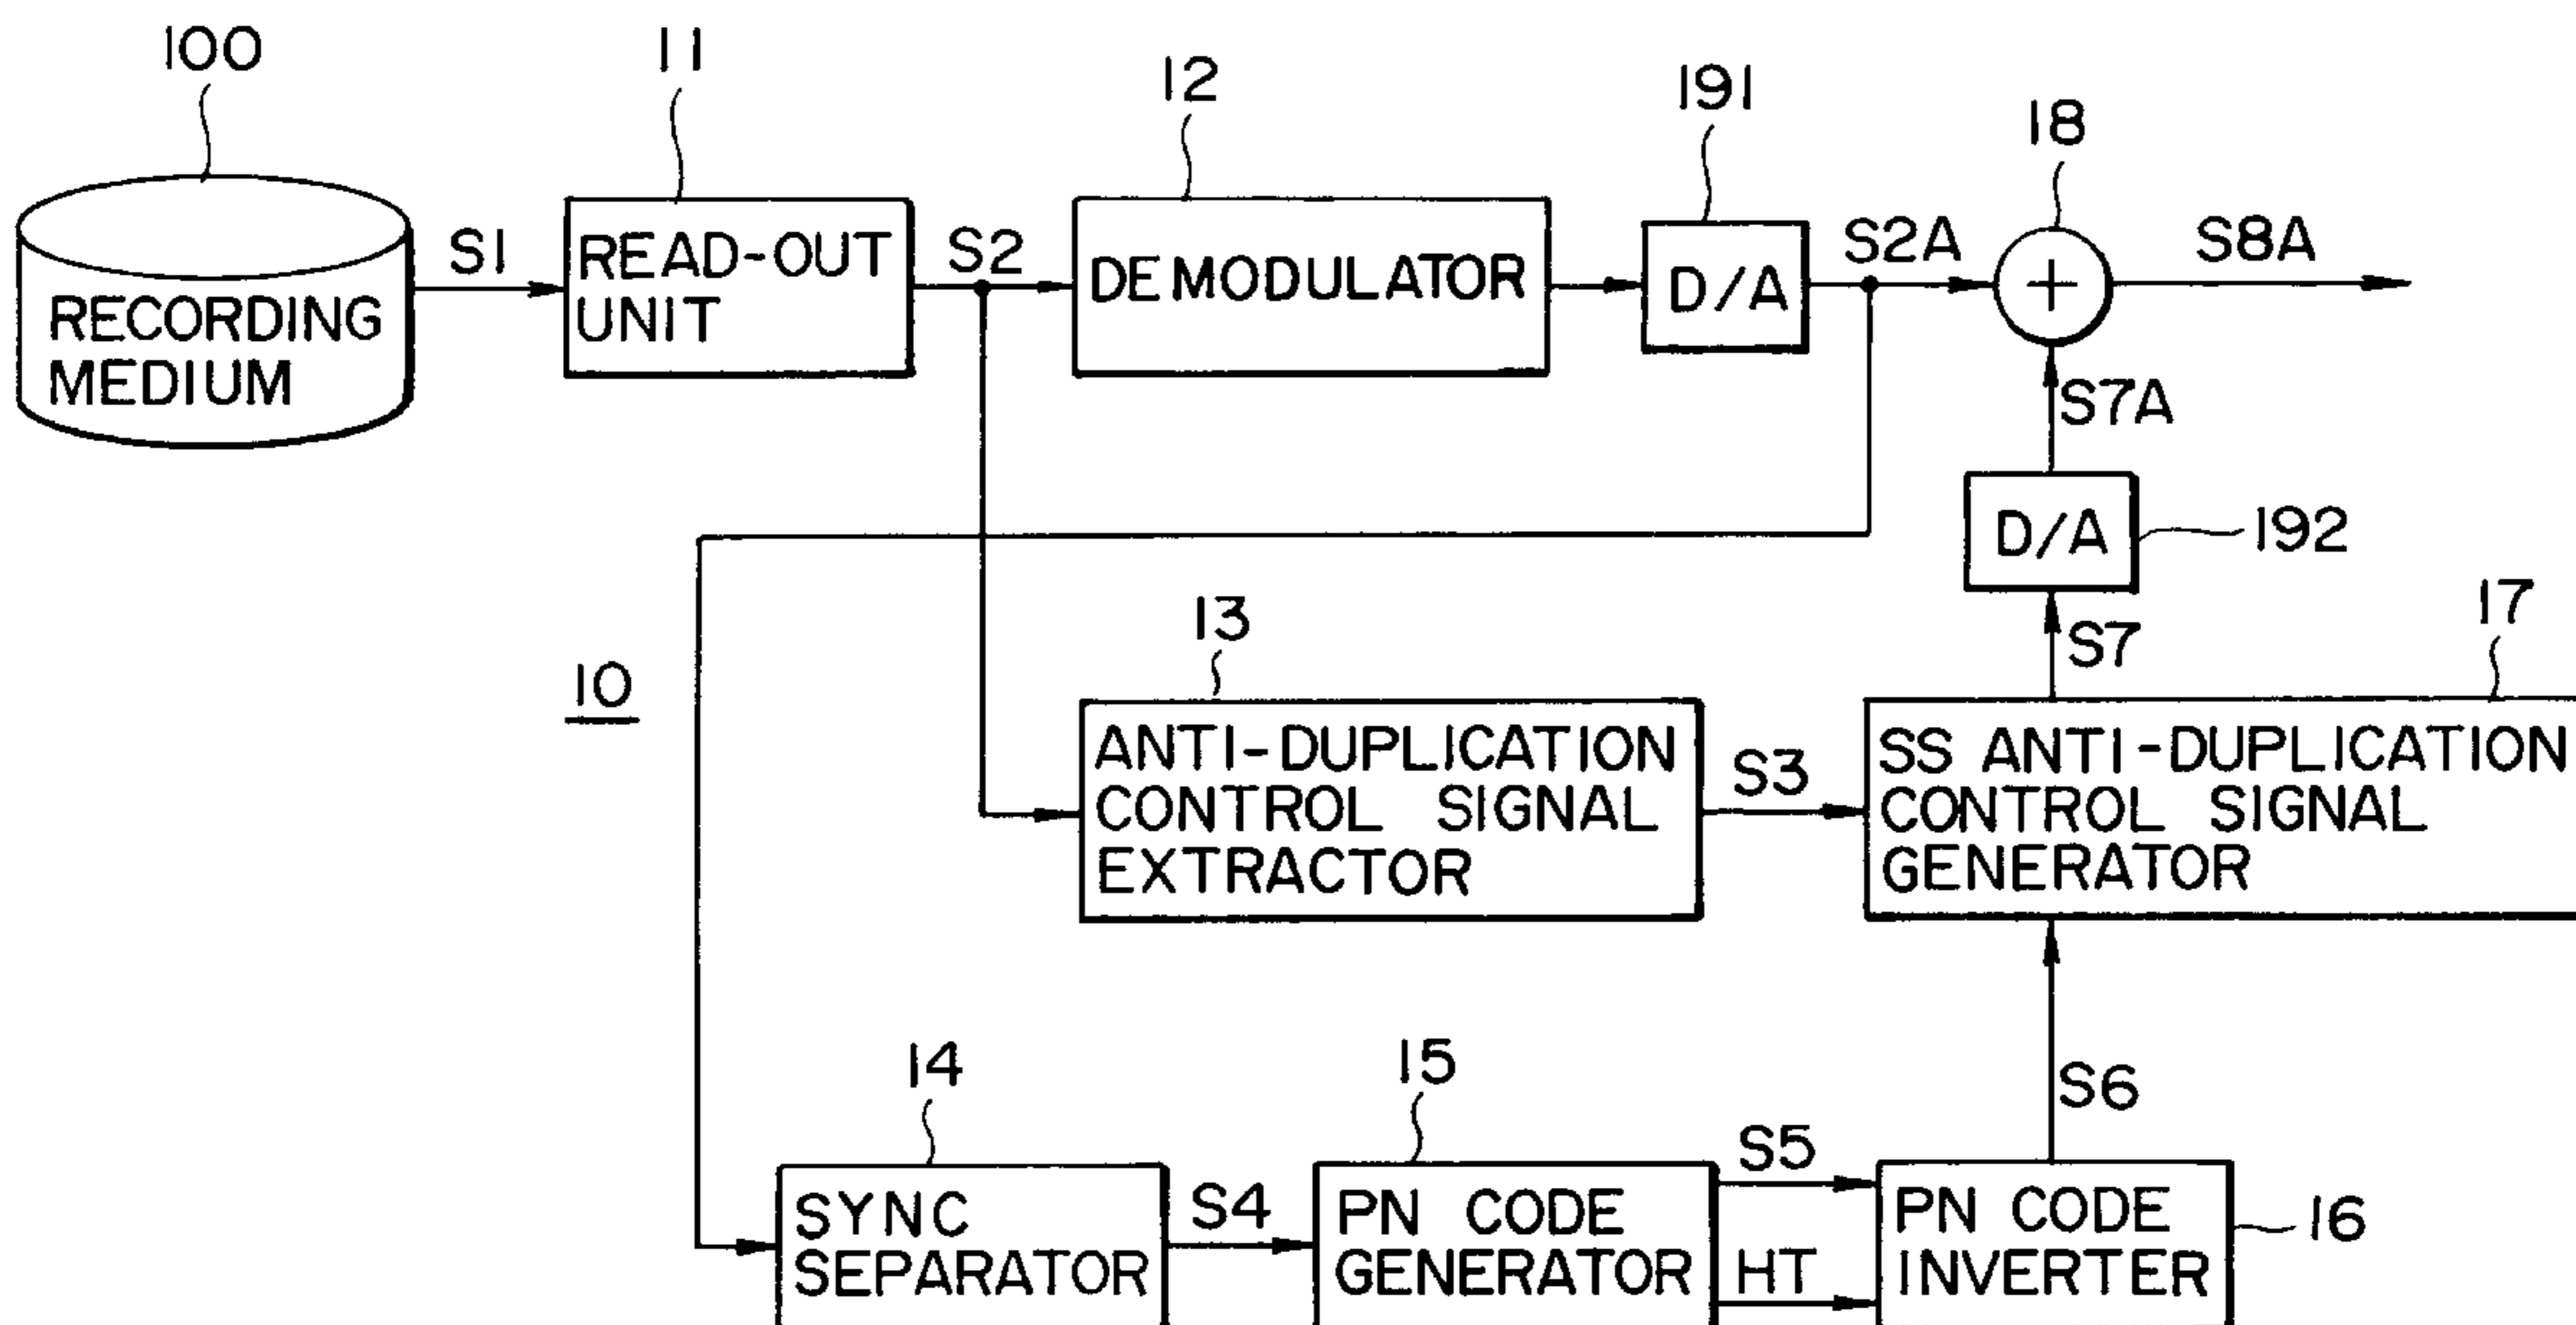 100
11
12
191
18
RECORDING
MEDIUM
S1
READ-OUT
UNIT
S2
DEMODULATOR
D/A
S2A
+
S8A
S7A
D/A
192
S7
10
13
ANTI-DUPLICATION
CONTROL SIGNAL
EXTRACTOR
S3
17
SS ANTI-DUPLICATION
CONTROL SIGNAL
GENERATOR
S6
14
SYNC
SEPARATOR
S4
15
PN CODE
GENERATOR
S5
HT
PN CODE
INVERTER
16